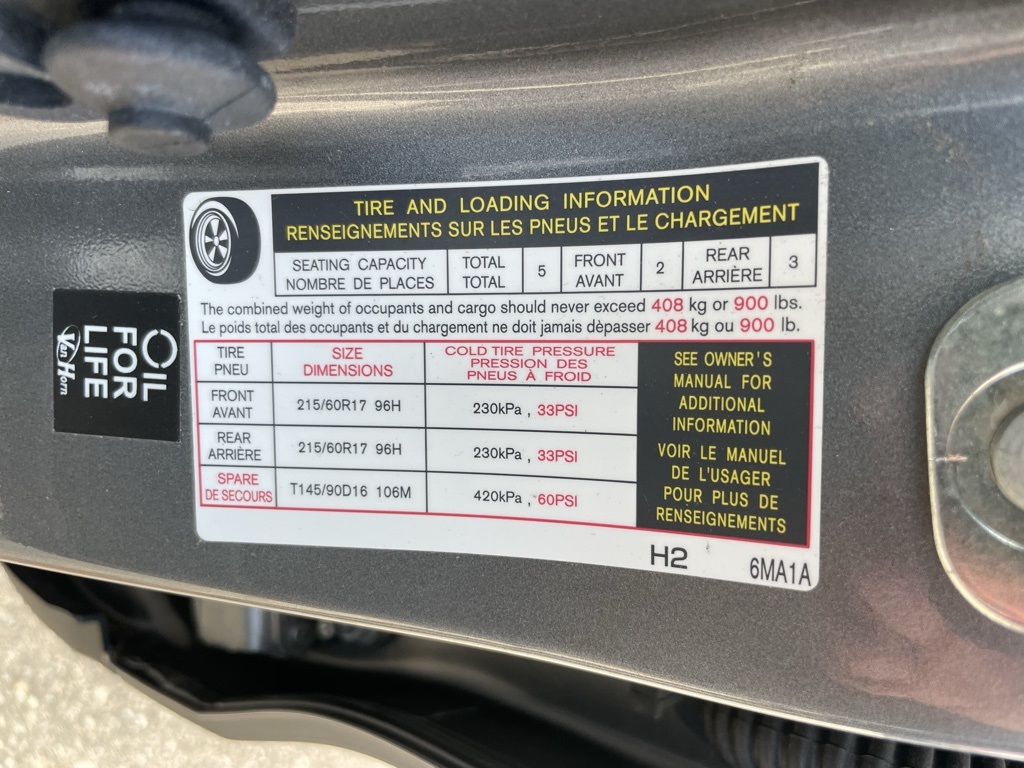 TIRE AND LOADING INFORMATION
RENSEIGNEMENTS SUR LES PNEUS ET LE CHARGEMENT
SEATING CAPACITY
NOMBRE DE PLACES
TOTAL
TOTAL
5
FRONT
AVANT
2
REAR
ARRIÈRE
3
The combined weight of occupants and cargo should never exceed 408 kg or 900 lbs.
Le poids total des occupants et du chargement ne doit jamais dèpasser 408 kg ou 900 lb.
TIRE
PNEU
SIZE
DIMENSIONS
COLD TIRE PRESSURE
PRESSION DES
PNEUS À FROID
FRONT
AVANT
215/60R17 96H
230kPa , 33PSI
REAR
ARRIÈRE
215/60R17 96H
230kPa , 33PSI
SPARE
DE SECOURS
T145/90D16 106M
420kPa , 60PSI
SEE OWNER'S
MANUAL FOR
ADDITIONAL
INFORMATION
VOIR LE MANUEL
DE L'USAGER
POUR PLUS DE
RENSEIGNEMENTS
H2
6MA1A
OIL
FOR
LIFE
Van Horn